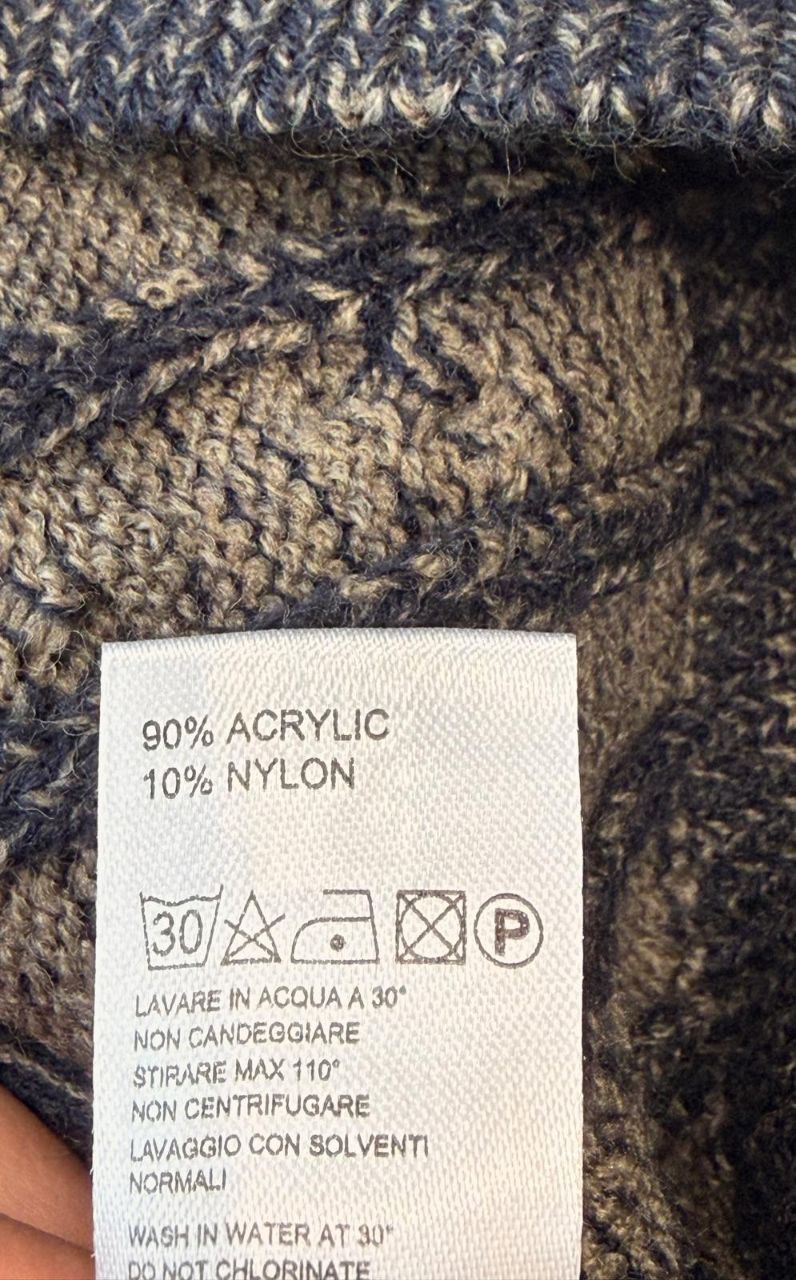 90% ACRYLIC
10% NYLON
30 P
LAVARE IN ACQUA A 30°
NON CANDEGGIARE
STIRARE MAX 110°
NON CENTRIFUGARE
LAVAGGIO CON SOLVENTI
NORMALI
WASH IN WATER AT 30°
DO NOT CHLORINATE